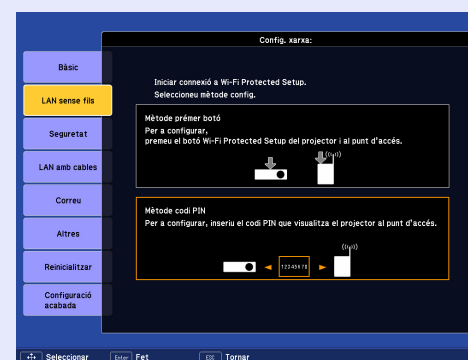 Config. xarxa:
Bàsic
LAN sense fils
Seguretat
LAN amb cables
Correu
Altres
Reinicialitzar
Configuració
acabada
Iniciar connexió a Wi-Fi Protected Setup.
Seleccioneu mètode config.
Mètode prémer botó
Per a configurar,
premeu el botó Wi-Fi Protected Setup del projector i al punt d'accés.
Mètode codi PIN
Per a configurar, inseriu el codi PIN que visualitza el projector al punt d'accés.
12345678
Seleccionar Enter Fet ESC Tornar